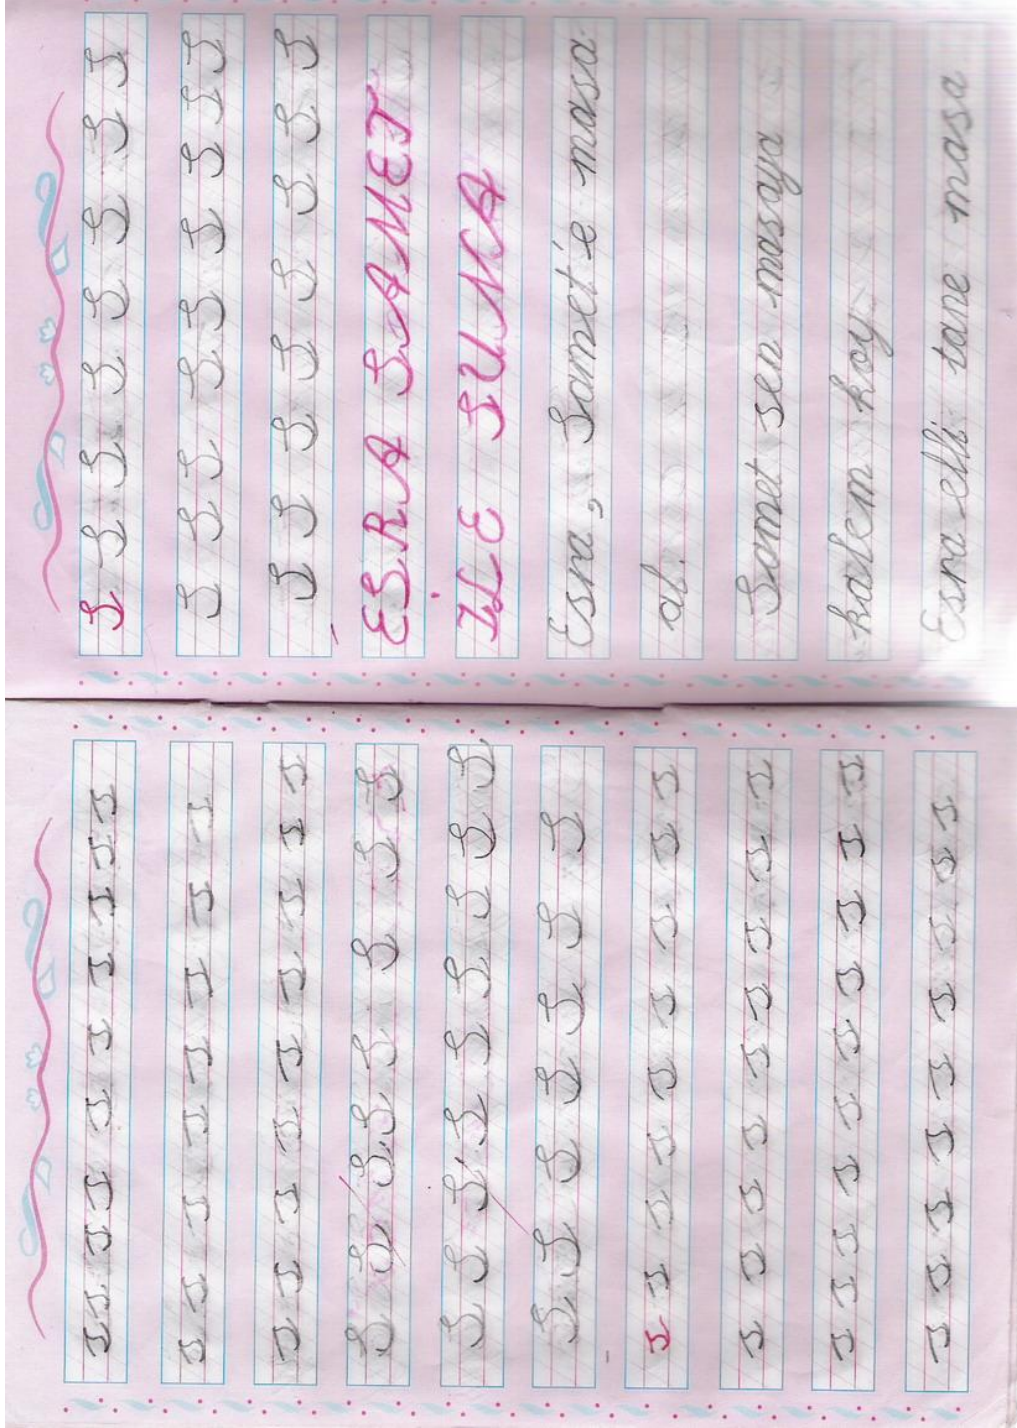 s s s s s s s s s s
s s s s s s s s
s s s s s s s s s
S S S S S S S S
S S S S S S S S S
S S S S S S S
s s s s s s s s s
s s s s s s s s s
s s s s s s s s s s
s s s s s s s s s
S S S S S S S S
S S S S S S S S S
S S S S S S S S
ESRA SAMET
İLE SUNA
Esra, Samet'e masa
al.
Samet sen masaya
kalem koy
Esra elli tane masa